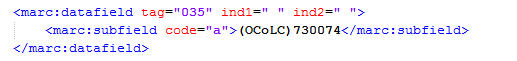 <marc:datafield tag="035" ind1=" " ind2=" ">
<marc:subfield code="a">(OCoLC)730074</marc:subfield>
</marc:datafield>